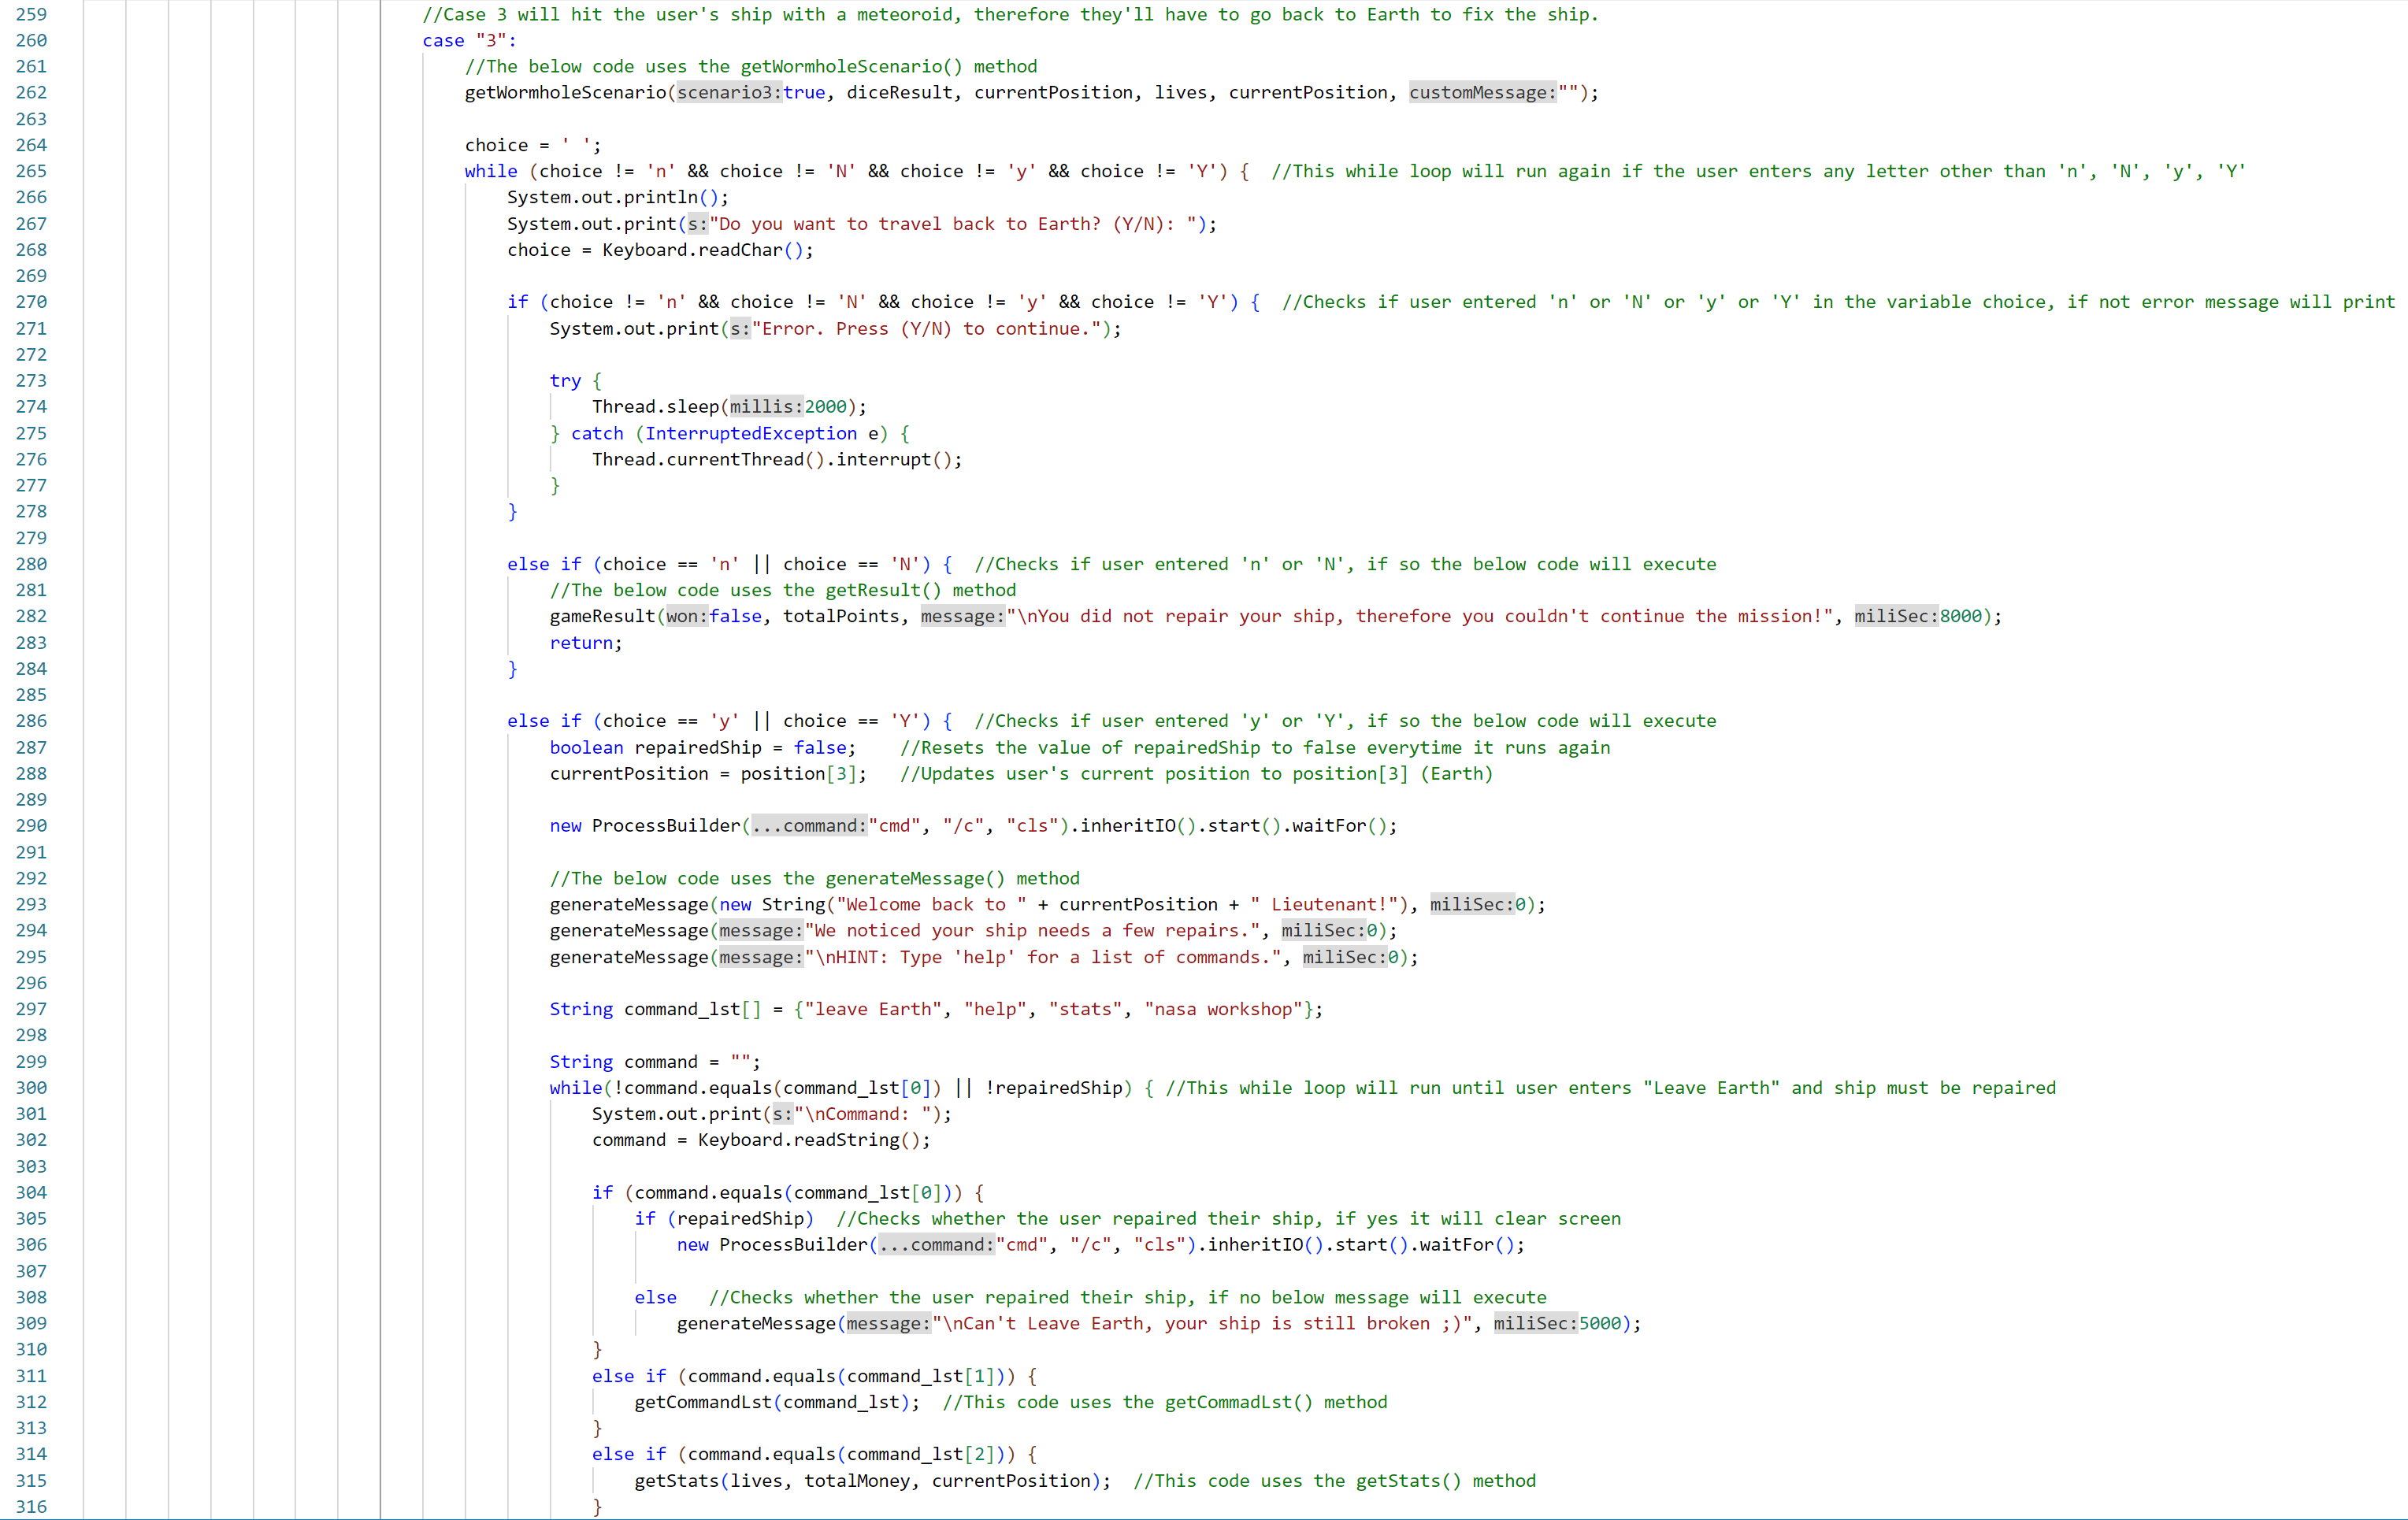 259 //Case 3 will hit the user's ship with a meteoroid, therefore they'll have to go back to Earth to fix the ship.
260 case "3":
261 //The below code uses the getWormholeScenario() method
262 getWormholeScenario(scenario3:true, diceResult, currentPosition, lives, currentPosition, customMessage:"");
263
264 choice = ' ';
265 while (choice != 'n' && choice != 'N' && choice != 'y' && choice != 'Y') { //This while loop will run again if the user enters any letter other than 'n', 'N', 'y', 'Y'
266 System.out.println();
267 System.out.print(s:"Do you want to travel back to Earth? (Y/N): ");
268 choice = Keyboard.readChar();
269
270 if (choice != 'n' && choice != 'N' && choice != 'y' && choice != 'Y') { //Checks if user entered 'n' or 'N' or 'y' or 'Y' in the variable choice, if not error message will print
271 System.out.print(s:"Error. Press (Y/N) to continue.");
272
273 try {
274 Thread.sleep(millis:2000);
275 } catch (InterruptedException e) {
276 Thread.currentThread().interrupt();
277 }
278 }
279
280 else if (choice == 'n' || choice == 'N') { //Checks if user entered 'n' or 'N', if so the below code will execute
281 //The below code uses the getResult() method
282 gameResult(won:false, totalPoints, message:"\nYou did not repair your ship, therefore you couldn't continue the mission!", miliSec:8000);
283 return;
284 }
285
286 else if (choice == 'y' || choice == 'Y') { //Checks if user entered 'y' or 'Y', if so the below code will execute
287 boolean repairedShip = false; //Resets the value of repairedShip to false everytime it runs again
288 currentPosition = position[3]; //Updates user's current position to position[3] (Earth)
289
290 new ProcessBuilder(...command:"cmd", "/c", "cls").inheritIO().start().waitFor();
291
292 //The below code uses the generateMessage() method
293 generateMessage(new String("Welcome back to " + currentPosition + " Lieutenant!"), miliSec:0);
294 generateMessage(message:"We noticed your ship needs a few repairs.", miliSec:0);
295 generateMessage(message:"\nHINT: Type 'help' for a list of commands.", miliSec:0);
296
297 String command_lst[] = {"leave Earth", "help", "stats", "nasa workshop"};
298
299 String command = "";
300 while(!command.equals(command_lst[0]) || !repairedShip) { //This while loop will run until user enters "Leave Earth" and ship must be repaired
301 System.out.print(s:"\nCommand: ");
302 command = Keyboard.readString();
303
304 if (command.equals(command_lst[0])) {
305 if (repairedShip) //Checks whether the user repaired their ship, if yes it will clear screen
306 new ProcessBuilder(...command:"cmd", "/c", "cls").inheritIO().start().waitFor();
307
308 else //Checks whether the user repaired their ship, if no below message will execute
309 generateMessage(message:"\nCan't Leave Earth, your ship is still broken ;)", miliSec:5000);
310 }
311 else if (command.equals(command_lst[1])) {
312 getCommandLst(command_lst); //This code uses the getCommadLst() method
313 }
314 else if (command.equals(command_lst[2])) {
315 getStats(lives, totalMoney, currentPosition); //This code uses the getStats() method
316 }